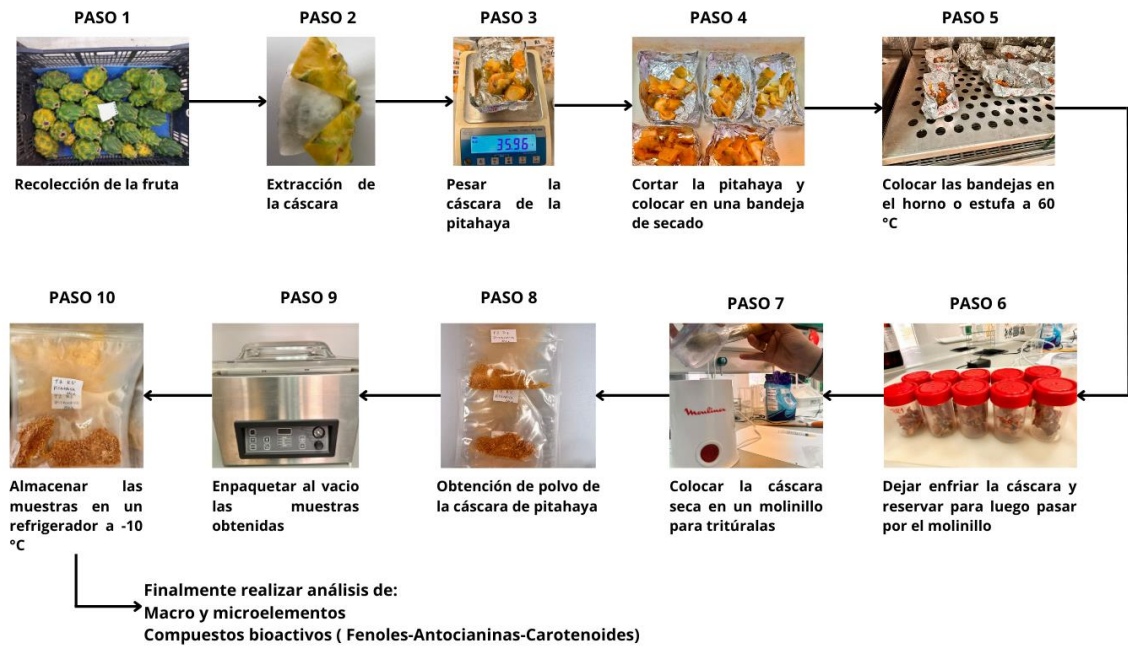 PASO 1
PASO 2
PASO 3
PASO 4
PASO 5
35.96
Recolección de la fruta
Extracción de
la cáscara
Pesar la
cáscara de la
pitahaya
Cortar la pitahaya y
colocar en una bandeja
de secado
Colocar las bandejas en
el horno o estufa a 60
°C
PASO 10
PASO 9
PASO 8
PASO 7
PASO 6
Moulinex
Almacenar las
muestras en un
refrigerador a -10
°C
Enpaquetar al vacio
las muestras
obtenidas
Obtención de polvo de
la cáscara de pitahaya
Colocar la cáscara
seca en un molinillo
para tritúralas
Dejar enfriar la cáscara y
reservar para luego pasar
por el molinillo
Finalmente realizar análisis de:
Macro y microelementos
Compuestos bioactivos ( Fenoles-Antocianinas-Carotenoides)